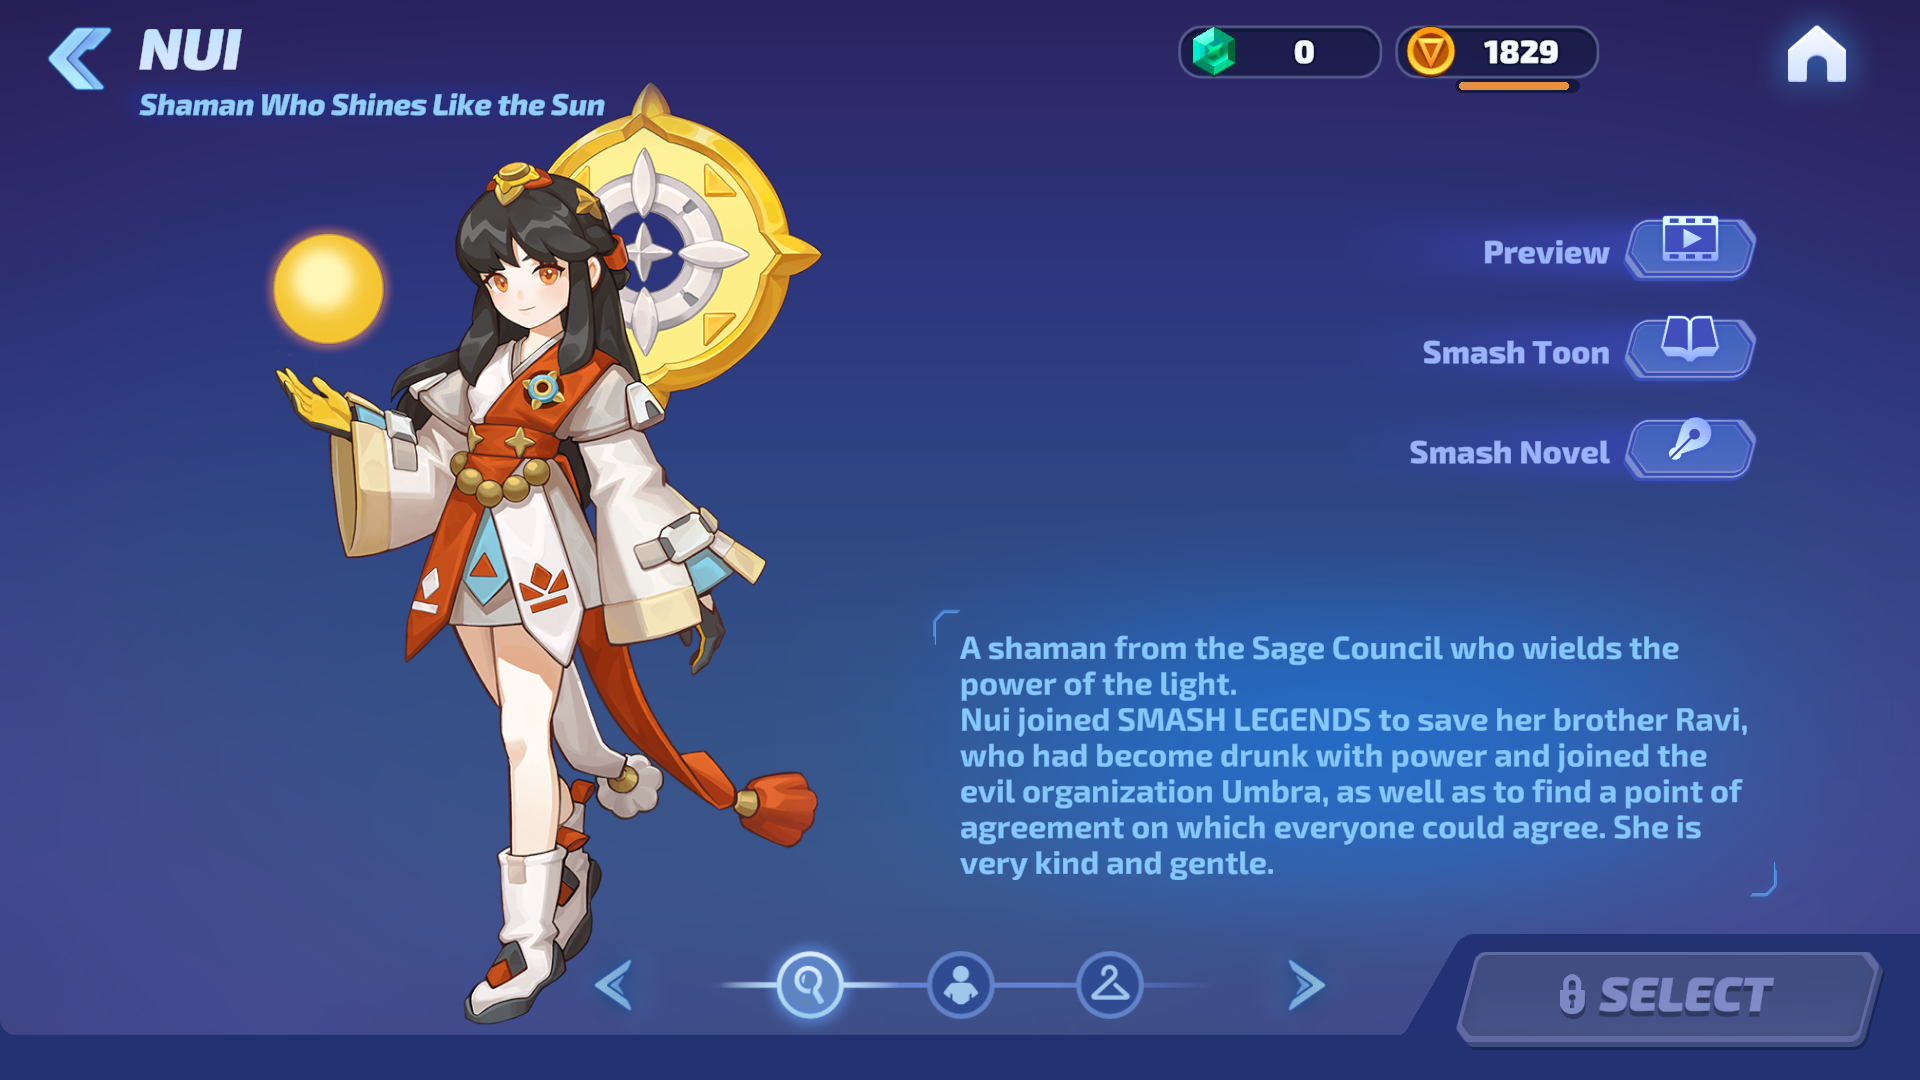 NUI
Shaman Who Shines Like the Sun
0
1829
Preview
Smash Toon
Smash Novel
A shaman from the Sage Council who wields the
power of the light.
Nui joined SMASH LEGENDS to save her brother Ravi,
who had become drunk with power and joined the
evil organization Umbra, as well as to find a point of
agreement on which everyone could agree. She is
very kind and gentle.
SELECT